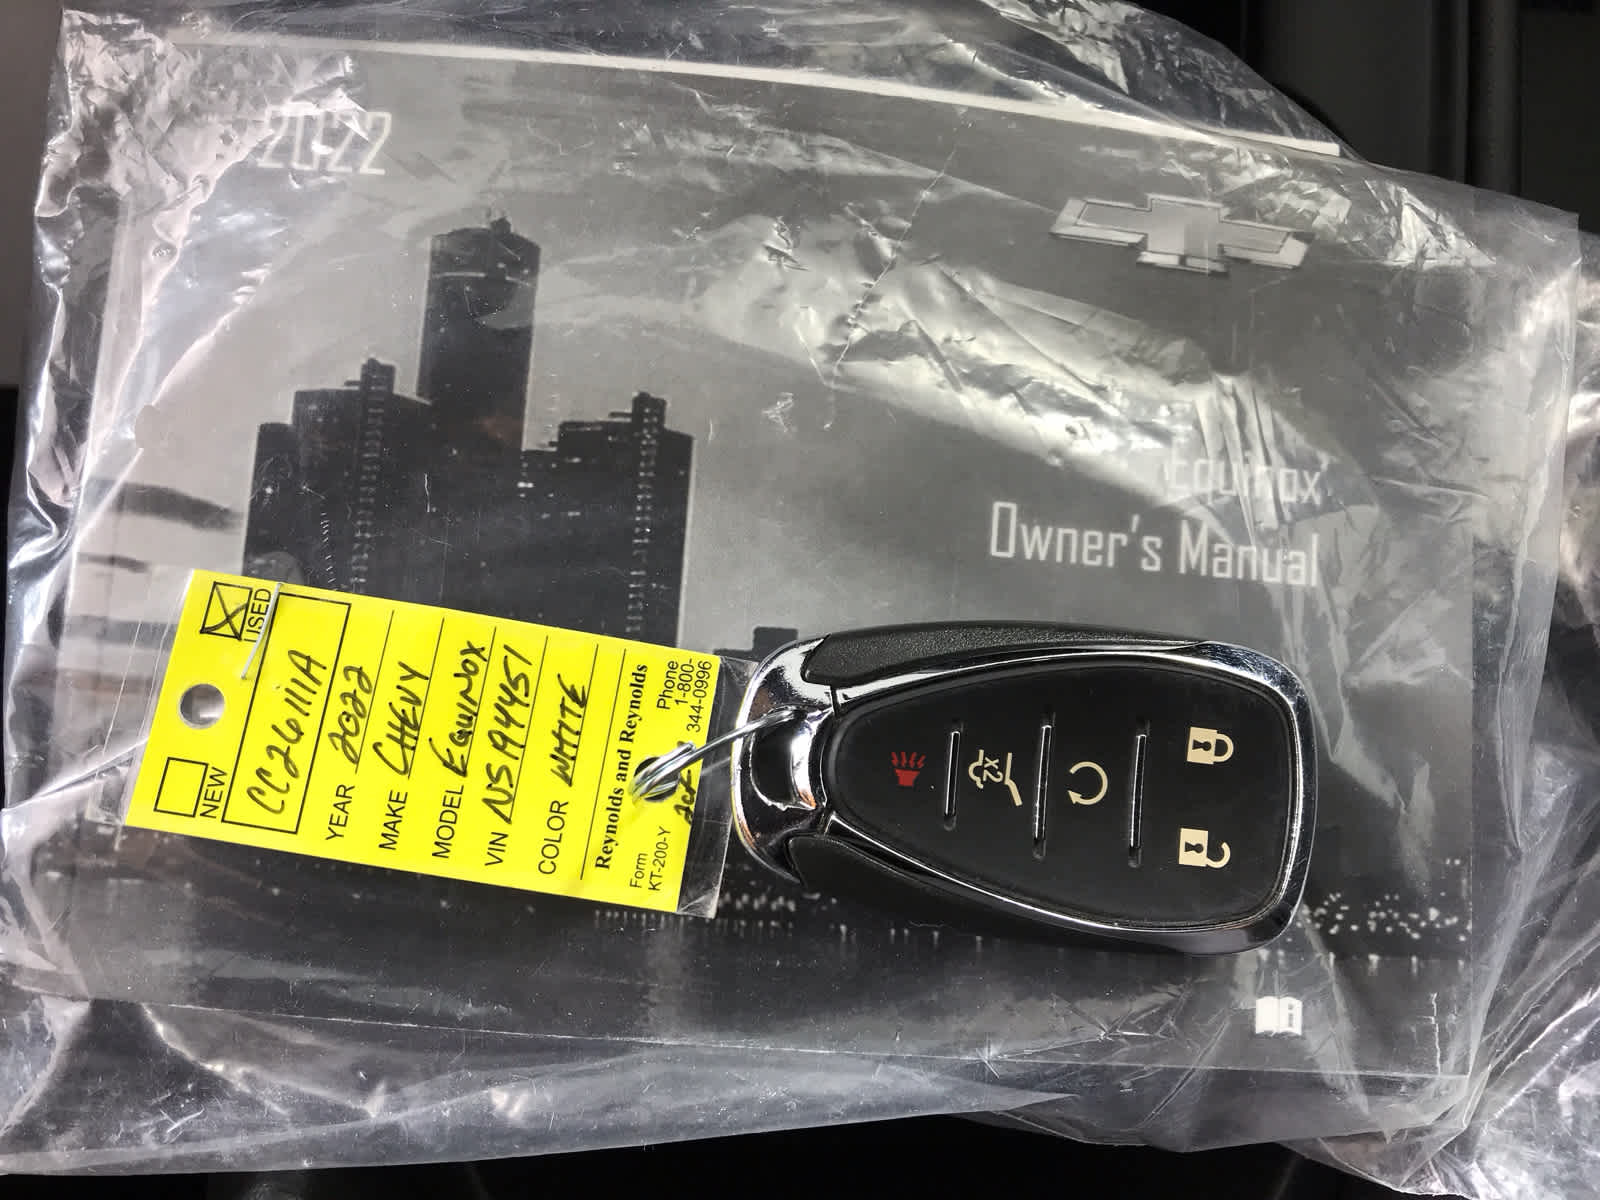 2022
Equinox
Owner's Manual
USED
NEW
CC26111A
YEAR 2022
MAKE CHEVY
MODEL EQUINOX
VIN NS194451
COLOR WHITE
Reynolds and Reynolds
Form
KT-200-Y
Phone
1-800-
344-0996
x2